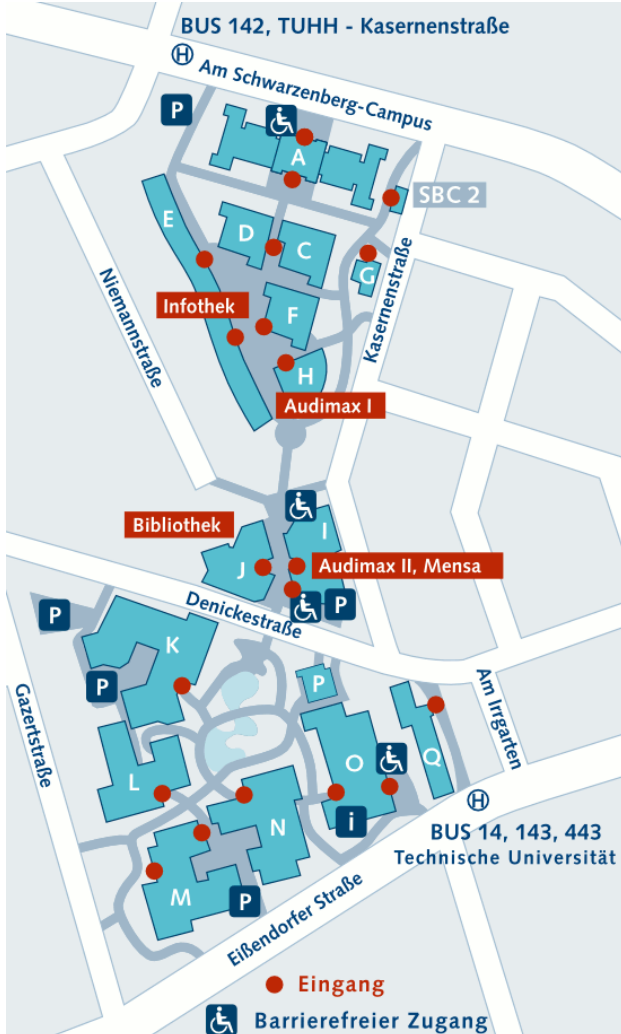 BUS 142, TUHH - Kasernenstraße
H
Am Schwarzenberg-Campus
P
A
SBC 2
E
D
C
G
Infothek
F
Niemannstraße
Kasernenstraße
H
Audimax I
Bibliothek
I
J
Audimax II, Mensa
P
Denickestraße
P
K
P
P
Gazertstraße
Am Irrgarten
L
O
Q
N
i
H
BUS 14, 143, 443
Technische Universität
M
P
Eißendorfer Straße
Eingang
Barrierefreier Zugang